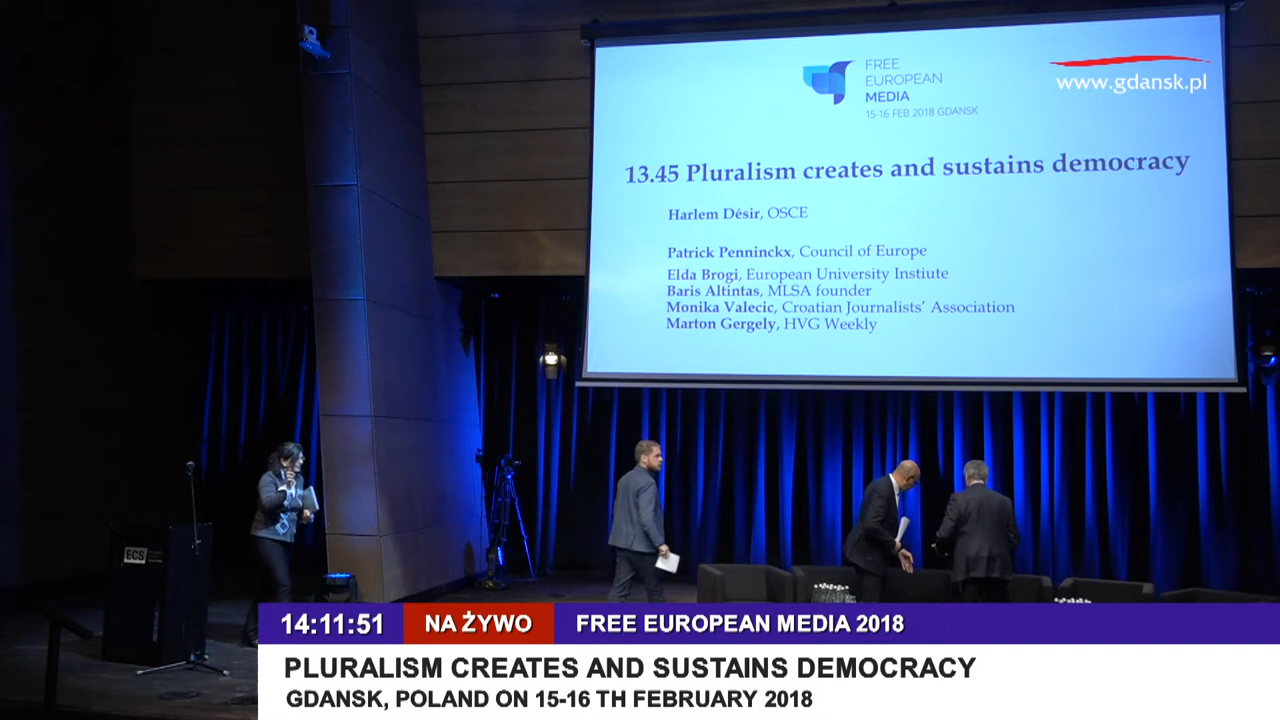 FREE
EUROPEAN
MEDIA
15-16 FEB 2018 GDANSK
www.gdansk.pl
13.45 Pluralism creates and sustains democracy
Harlem Désir, OSCE
Patrick Penninckx, Council of Europe
Elda Brogi, European University Instiute
Baris Altintas, MLSA founder
Monika Valecic, Croatian Journalists' Association
Marton Gergely, HVG Weekly
ECS
14:11:51 NA ŻYWO FREE EUROPEAN MEDIA 2018
PLURALISM CREATES AND SUSTAINS DEMOCRACY
GDANSK, POLAND ON 15-16 TH FEBRUARY 2018